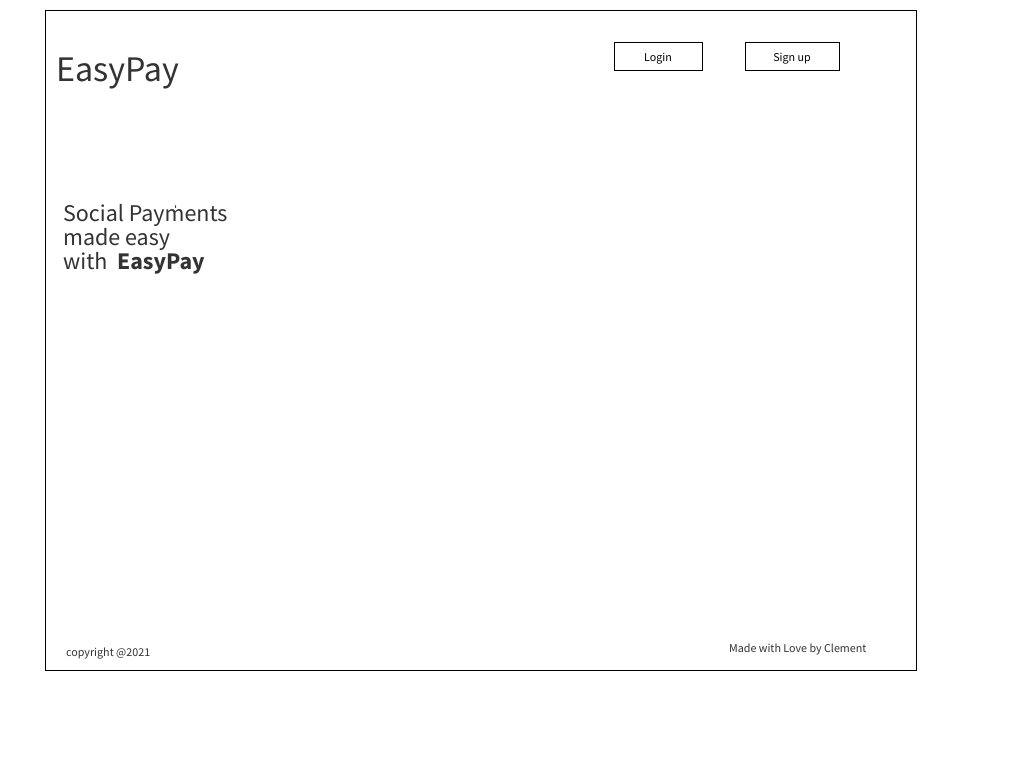 EasyPay
Login
Sign up
Social Payments
made easy
with EasyPay
copyright @2021
Made with Love by Clement